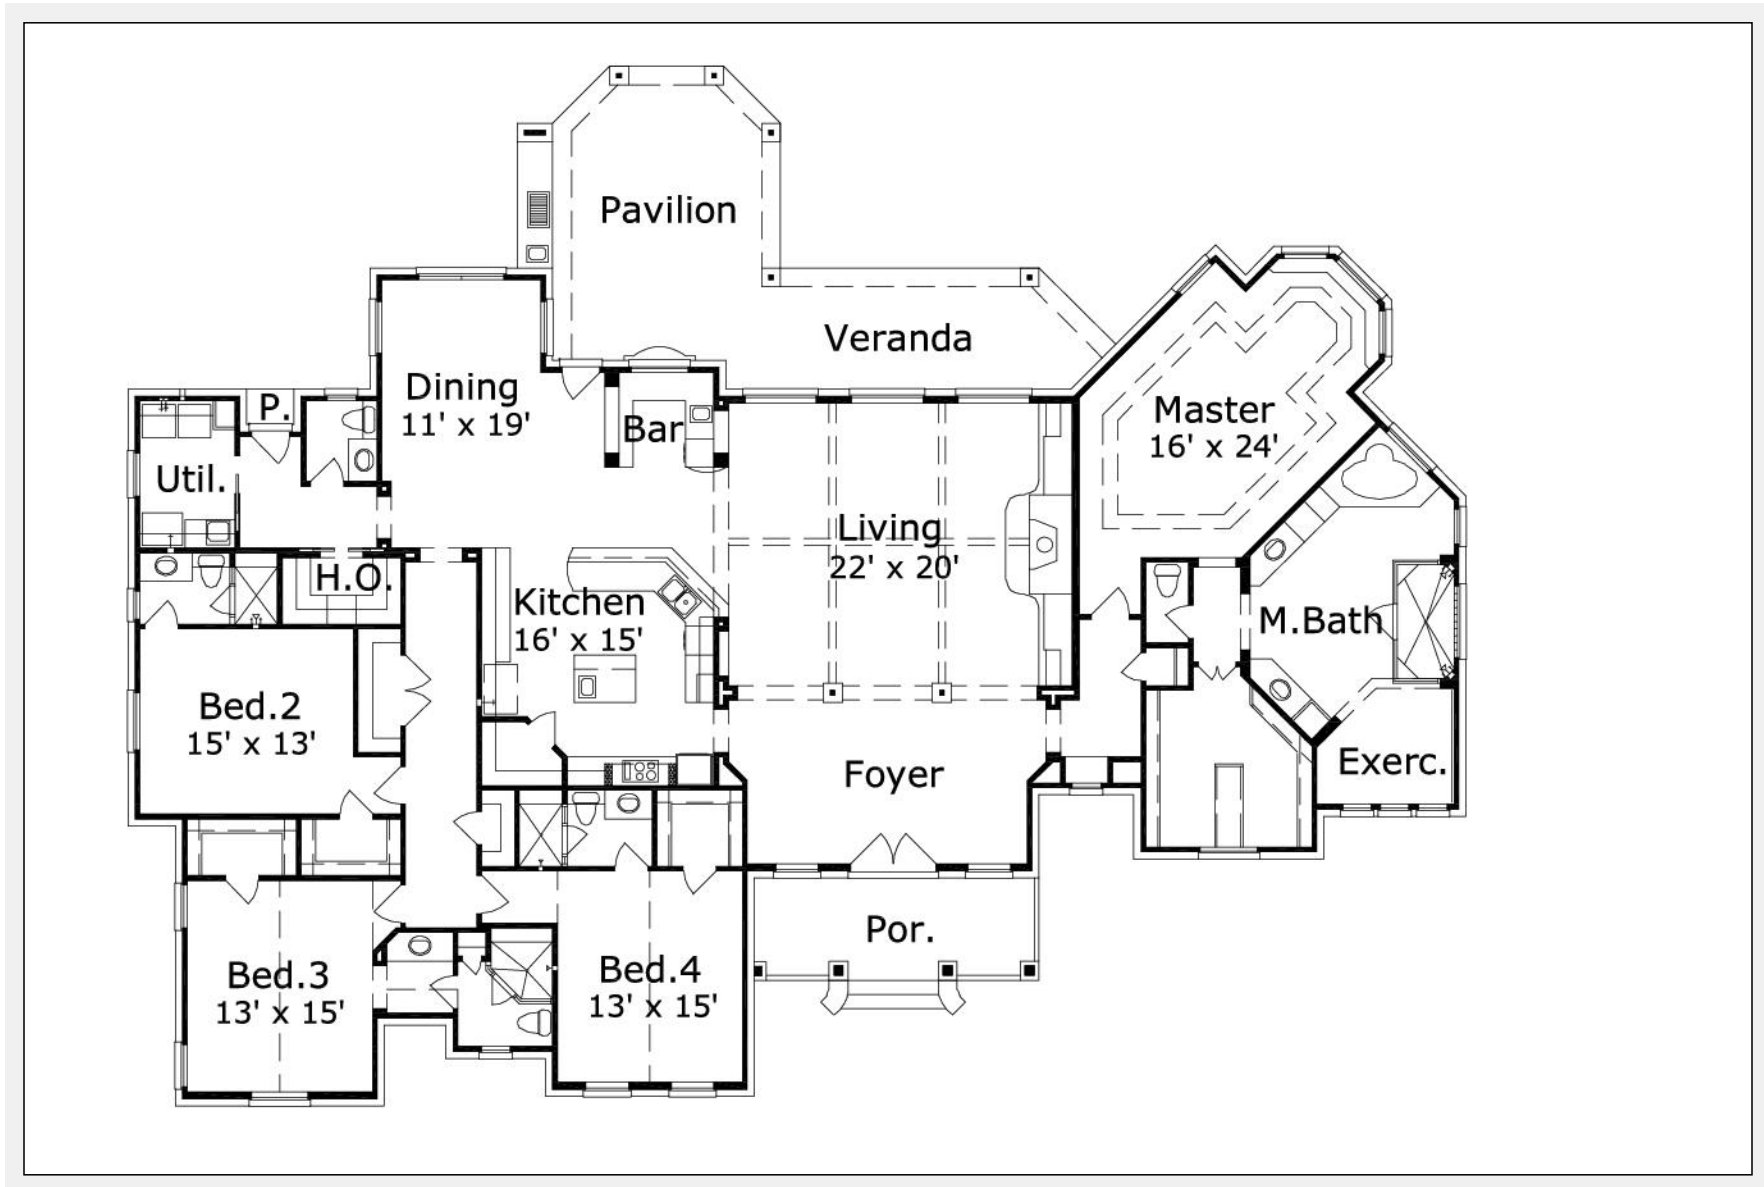 Pavilion
Veranda
Dining
11' x 19'
P.
Bar
Master
16' x 24'
Util.
Living
22' x 20'
H.O.
Kitchen
16' x 15'
M.Bath
Bed.2
15' x 13'
Foyer
Exerc.
Por.
Bed.3
13' x 15'
Bed.4
13' x 15'